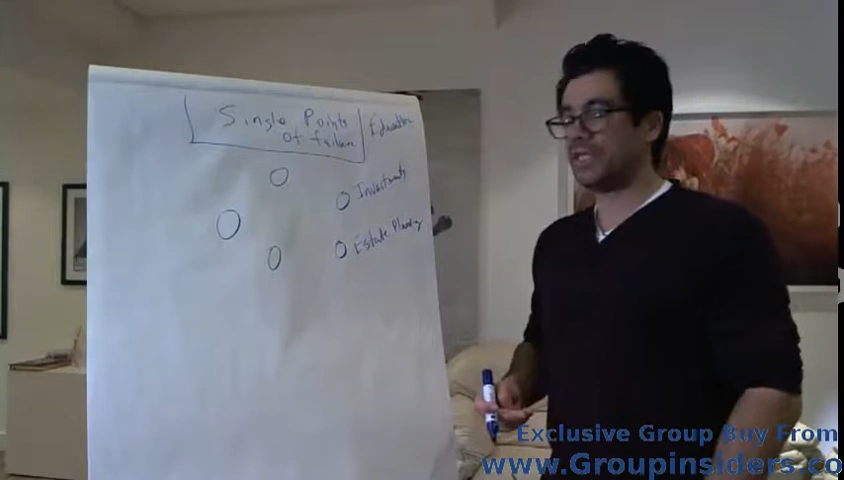 Single Points
of failure
Education
Investments
Estate Planning
Exclusive Group Buy From
www.Groupinsiders.co